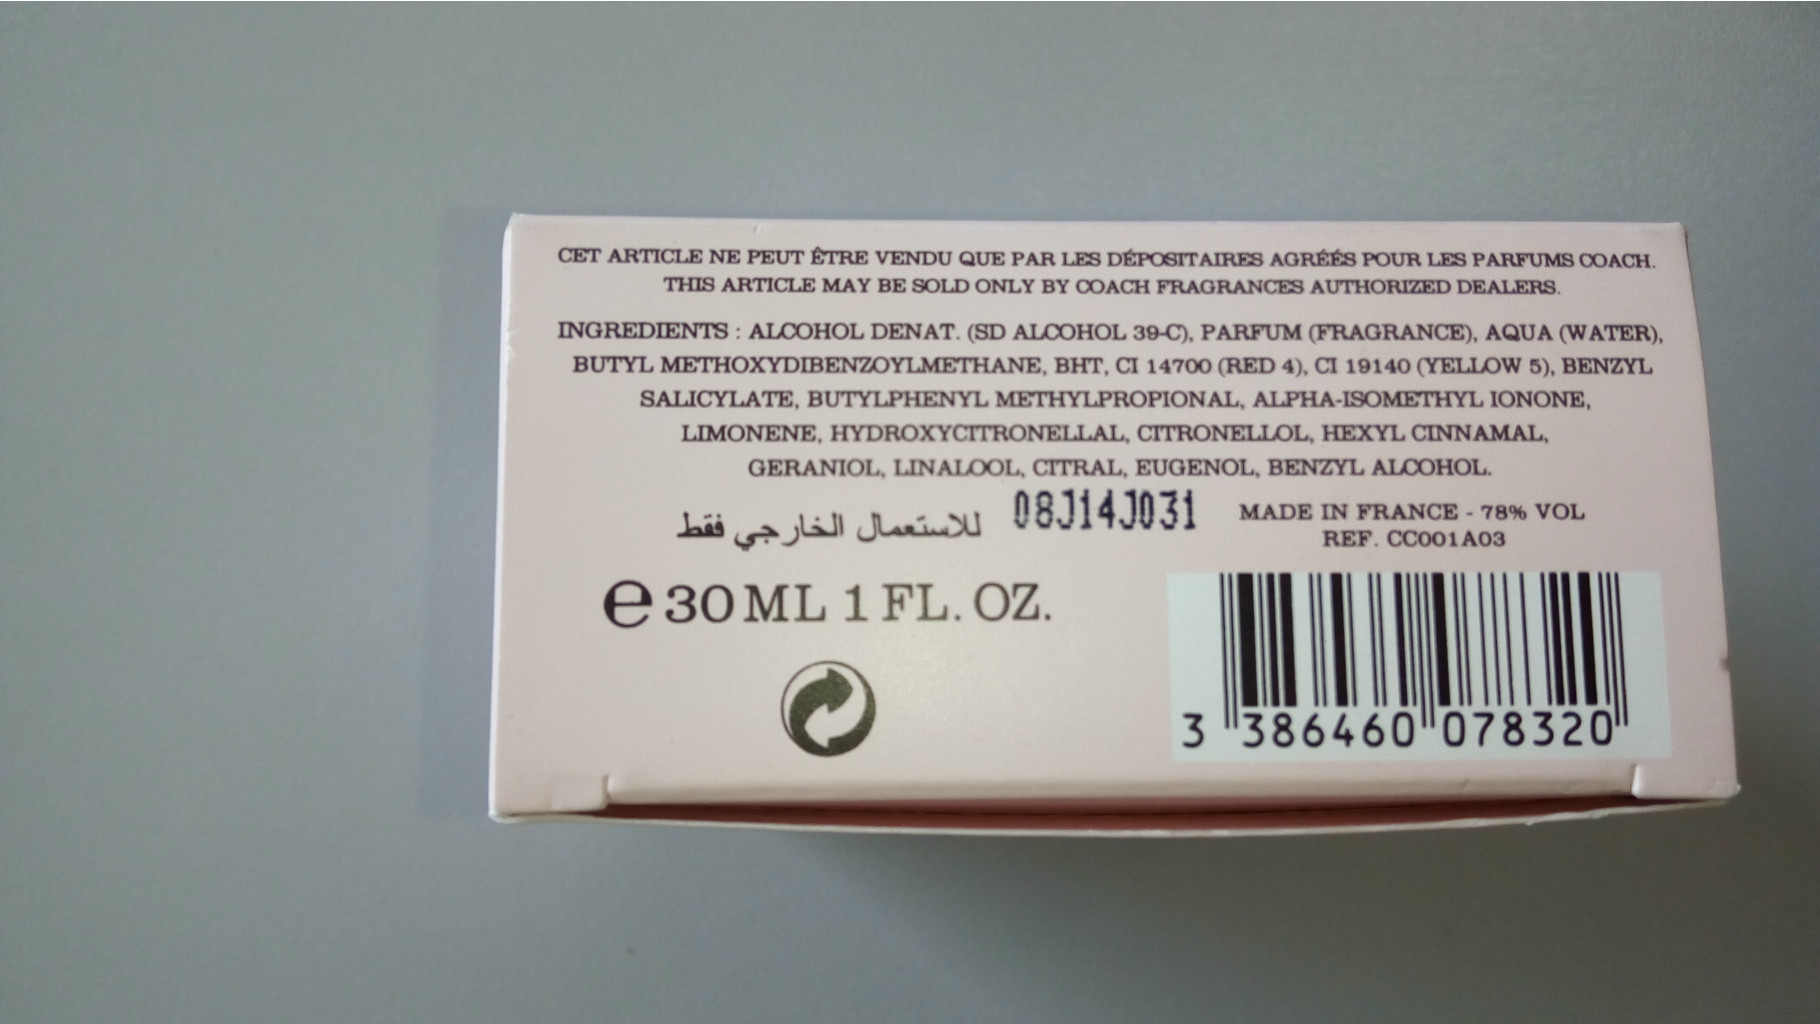 CET ARTICLE NE PEUT ÊTRE VENDU QUE PAR LES DÉPOSITAIRES AGRÉÉS POUR LES PARFUMS COACH.
THIS ARTICLE MAY BE SOLD ONLY BY COACH FRAGRANCES AUTHORIZED DEALERS.
INGREDIENTS : ALCOHOL DENAT. (SD ALCOHOL 39-C), PARFUM (FRAGRANCE), AQUA (WATER),
BUTYL METHOXYDIBENZOYLMETHANE, BHT, CI 14700 (RED 4), CI 19140 (YELLOW 5), BENZYL
SALICYLATE, BUTYLPHENYL METHYLPROPIONAL, ALPHA-ISOMETHYL IONONE,
LIMONENE, HYDROXYCITRONELLAL, CITRONELLOL, HEXYL CINNAMAL,
GERANIOL, LINALOOL, CITRAL, EUGENOL, BENZYL ALCOHOL.
للاستعمال الخارجي فقط
08J14J031
MADE IN FRANCE - 78% VOL
REF. CC001A03
℮ 30 ML 1 FL. OZ.
3 386460 078320